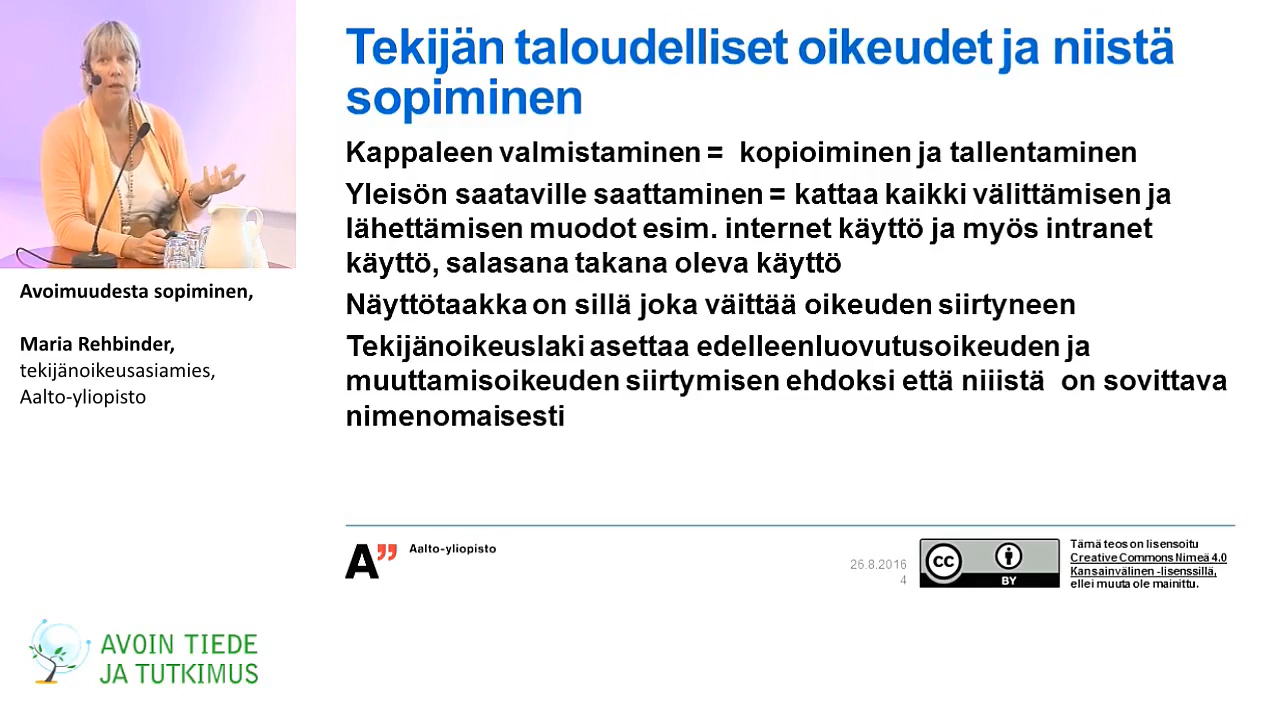 Tekijän taloudelliset oikeudet ja niistä
sopiminen
Kappaleen valmistaminen = kopioiminen ja tallentaminen
Yleisön saataville saattaminen = kattaa kaikki välittämisen ja
lähettämisen muodot esim. internet käyttö ja myös intranet
käyttö, salasana takana oleva käyttö
Näyttötaakka on sillä joka väittää oikeuden siirtyneen
Tekijänoikeuslaki asettaa edelleenluovutusoikeuden ja
muuttamisoikeuden siirtymisen ehdoksi että niiistä on sovittava
nimenomaisesti
Avoimuudesta sopiminen,
Maria Rehbinder,
tekijänoikeusasiamies,
Aalto-yliopisto
A”
Aalto-yliopisto
26.8.2016
4
CC
BY
Tämä teos on lisensoitu
Creative Commons Nimeä 4.0
Kansainvälinen -lisenssillä,
ellei muuta ole mainittu.
AVOIN TIEDE
JA TUTKIMUS